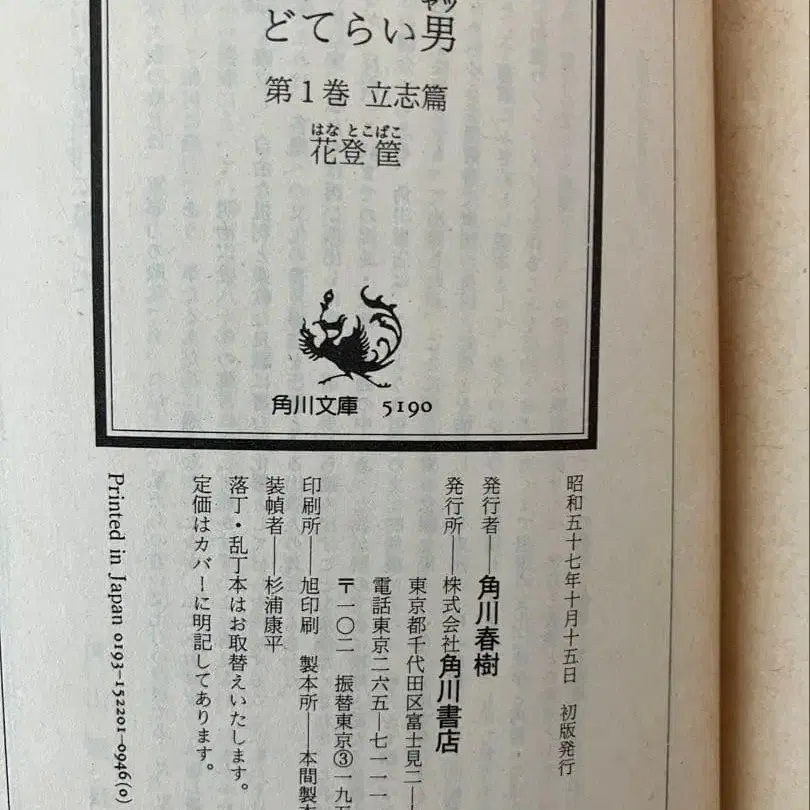 どてらい男
ヤツ
第1巻 立志篇
はな とこばこ
花登筐
角川文庫 5190
昭和五十七年十月十五日 初版発行
発行者―角川春樹
発行所―株式会社角川書店
東京都千代田区富士見二―
電話東京二六五―七一一一
〒一〇二 振替東京③一九五
印刷所―旭印刷 製本所―本間製本
装幀者―杉浦康平
落丁・乱丁本はお取替えいたします。
定価はカバーに明記してあります。
Printed in Japan 0193-152201-0946(0)